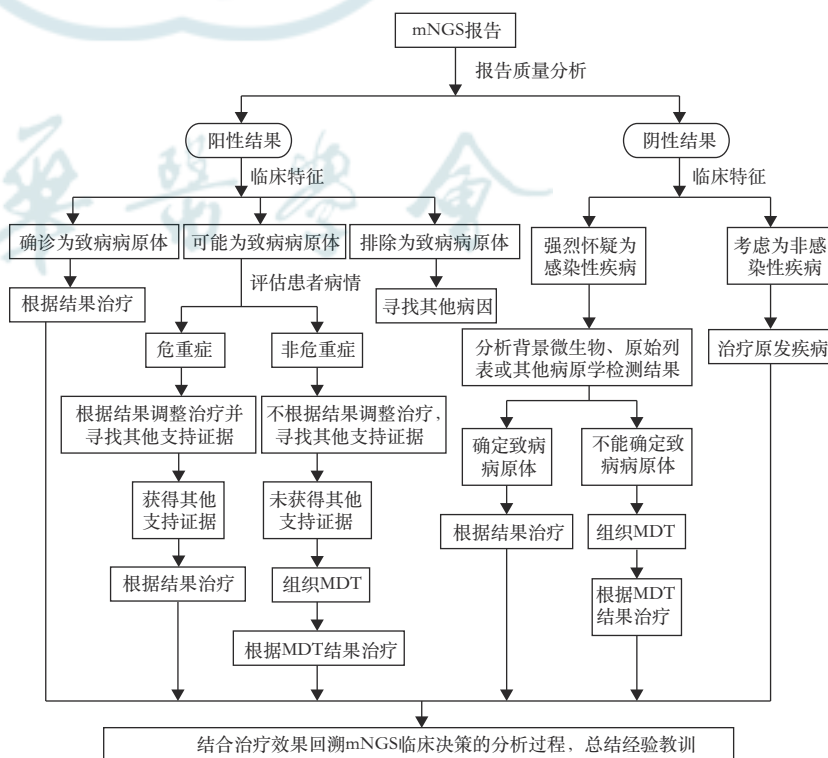 mNGS报告
报告质量分析
阳性结果
阴性结果
临床特征
临床特征
确诊为致病病原体
可能为致病病原体
排除为致病病原体
强烈怀疑为
感染性疾病
考虑为非感
染性疾病
根据结果治疗
评估患者病情
寻找其他病因
危重症
非危重症
分析背景微生物、原始列
表或其他病原学检测结果
治疗原发疾病
根据结果调整治疗并
寻找其他支持证据
不根据结果调整治疗，
寻找其他支持证据
确定致病
病原体
不能确定致
病病原体
获得其他
支持证据
未获得其他
支持证据
根据结果治疗
组织MDT
根据结果治疗
组织MDT
根据MDT
结果治疗
根据MDT结果治疗
结合治疗效果回溯mNGS临床决策的分析过程，总结经验教训
華醫學會